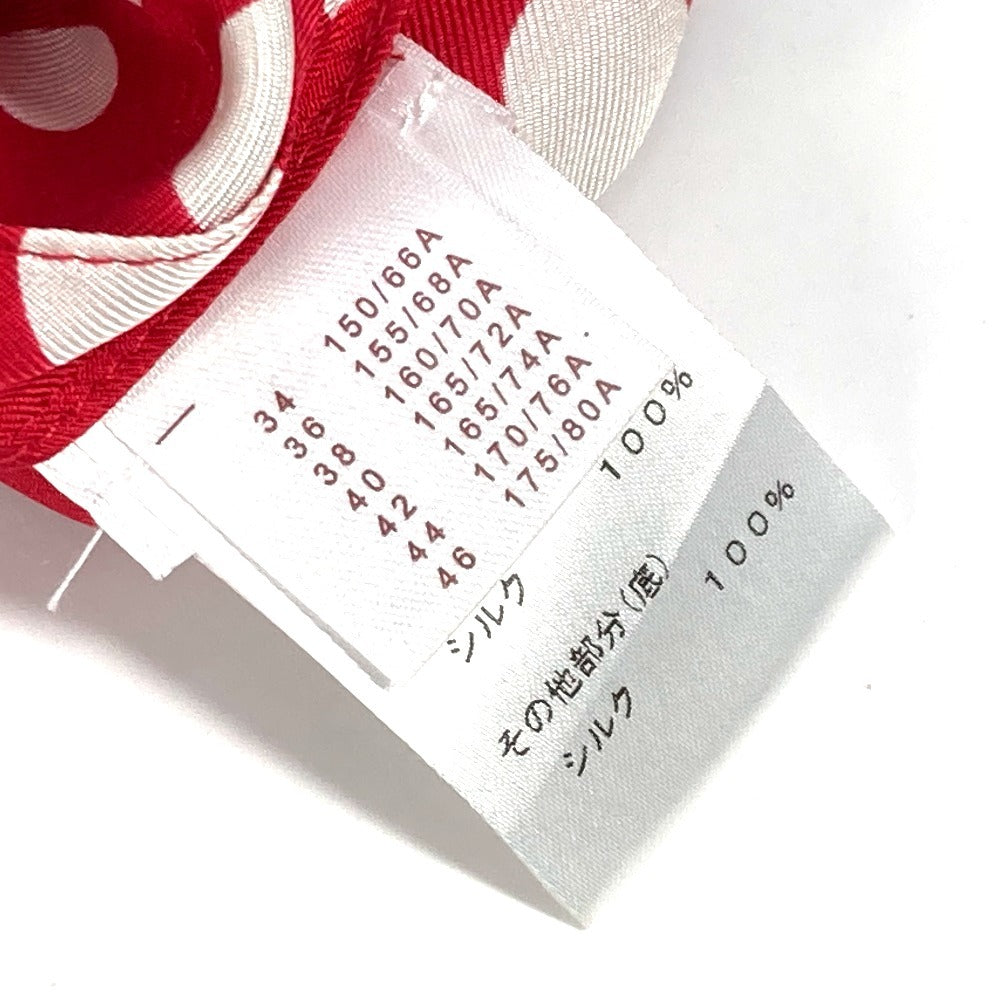 34 150/66A
36 155/68A
38 160/70A
40 165/72A
42 165/74A
44 170/76A
46 175/80A
シルク 100%
その他部分(底)
シルク 100%